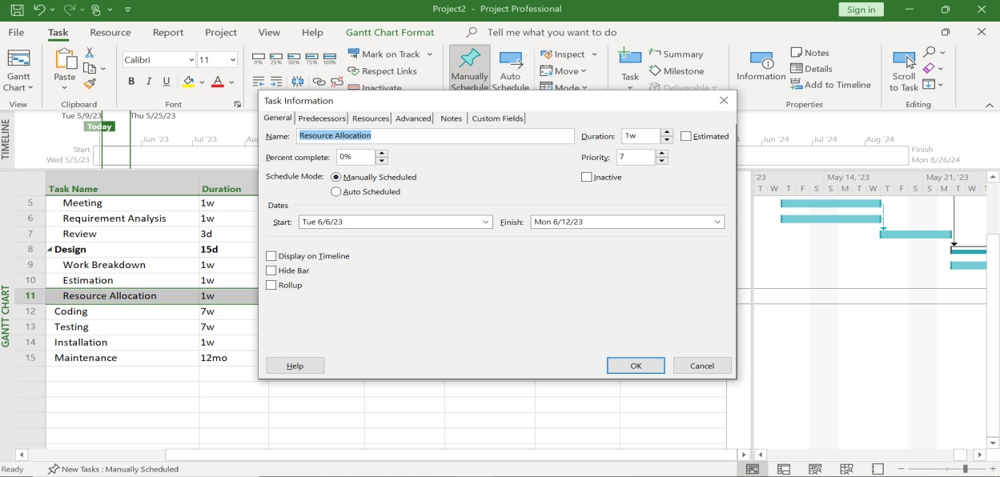 Project2 - Project Professional
Sign in
File Task Resource Report Project View Help Gantt Chart Format Tell me what you want to do
Gantt
Chart
View
Paste
Clipboard
Calibri 11
B I U A
Font
0% 25% 50% 75% 100%
Mark on Track
Respect Links
Inactivate
Manually
Schedule
Auto
Schedule
Inspect
Move
Mode
Task
Summary
Milestone
Deliverable
Information
Notes
Details
Add to Timeline
Properties
Scroll
to Task
Editing
TIMELINE
Tue 5/9/23 Thu 5/25/23
Today
Jun '23 Jul '23 Au Jun '24 Jul '24 Aug '24
Start
Wed 5/3/23
Finish
Mon 8/26/24
Task Information
General Predecessors Resources Advanced Notes Custom Fields
Name: Resource Allocation Duration: 1w Estimated
Percent complete: 0% Priority: 7
Schedule Mode: Manually Scheduled Inactive
Auto Scheduled
Dates
Start: Tue 6/6/23 Finish: Mon 6/12/23
Display on Timeline
Hide Bar
Rollup
Help OK Cancel
GANTT CHART
Task Name Duration
5 Meeting 1w
6 Requirement Analysis 1w
7 Review 3d
8 Design 15d
9 Work Breakdown 1w
10 Estimation 1w
11 Resource Allocation 1w
12 Coding 7w
13 Testing 7w
14 Installation 1w
15 Maintenance 12mo
'23 May 14, '23 May 21, '23
T W T F S S M T W T F S S M T W T
Ready New Tasks : Manually Scheduled